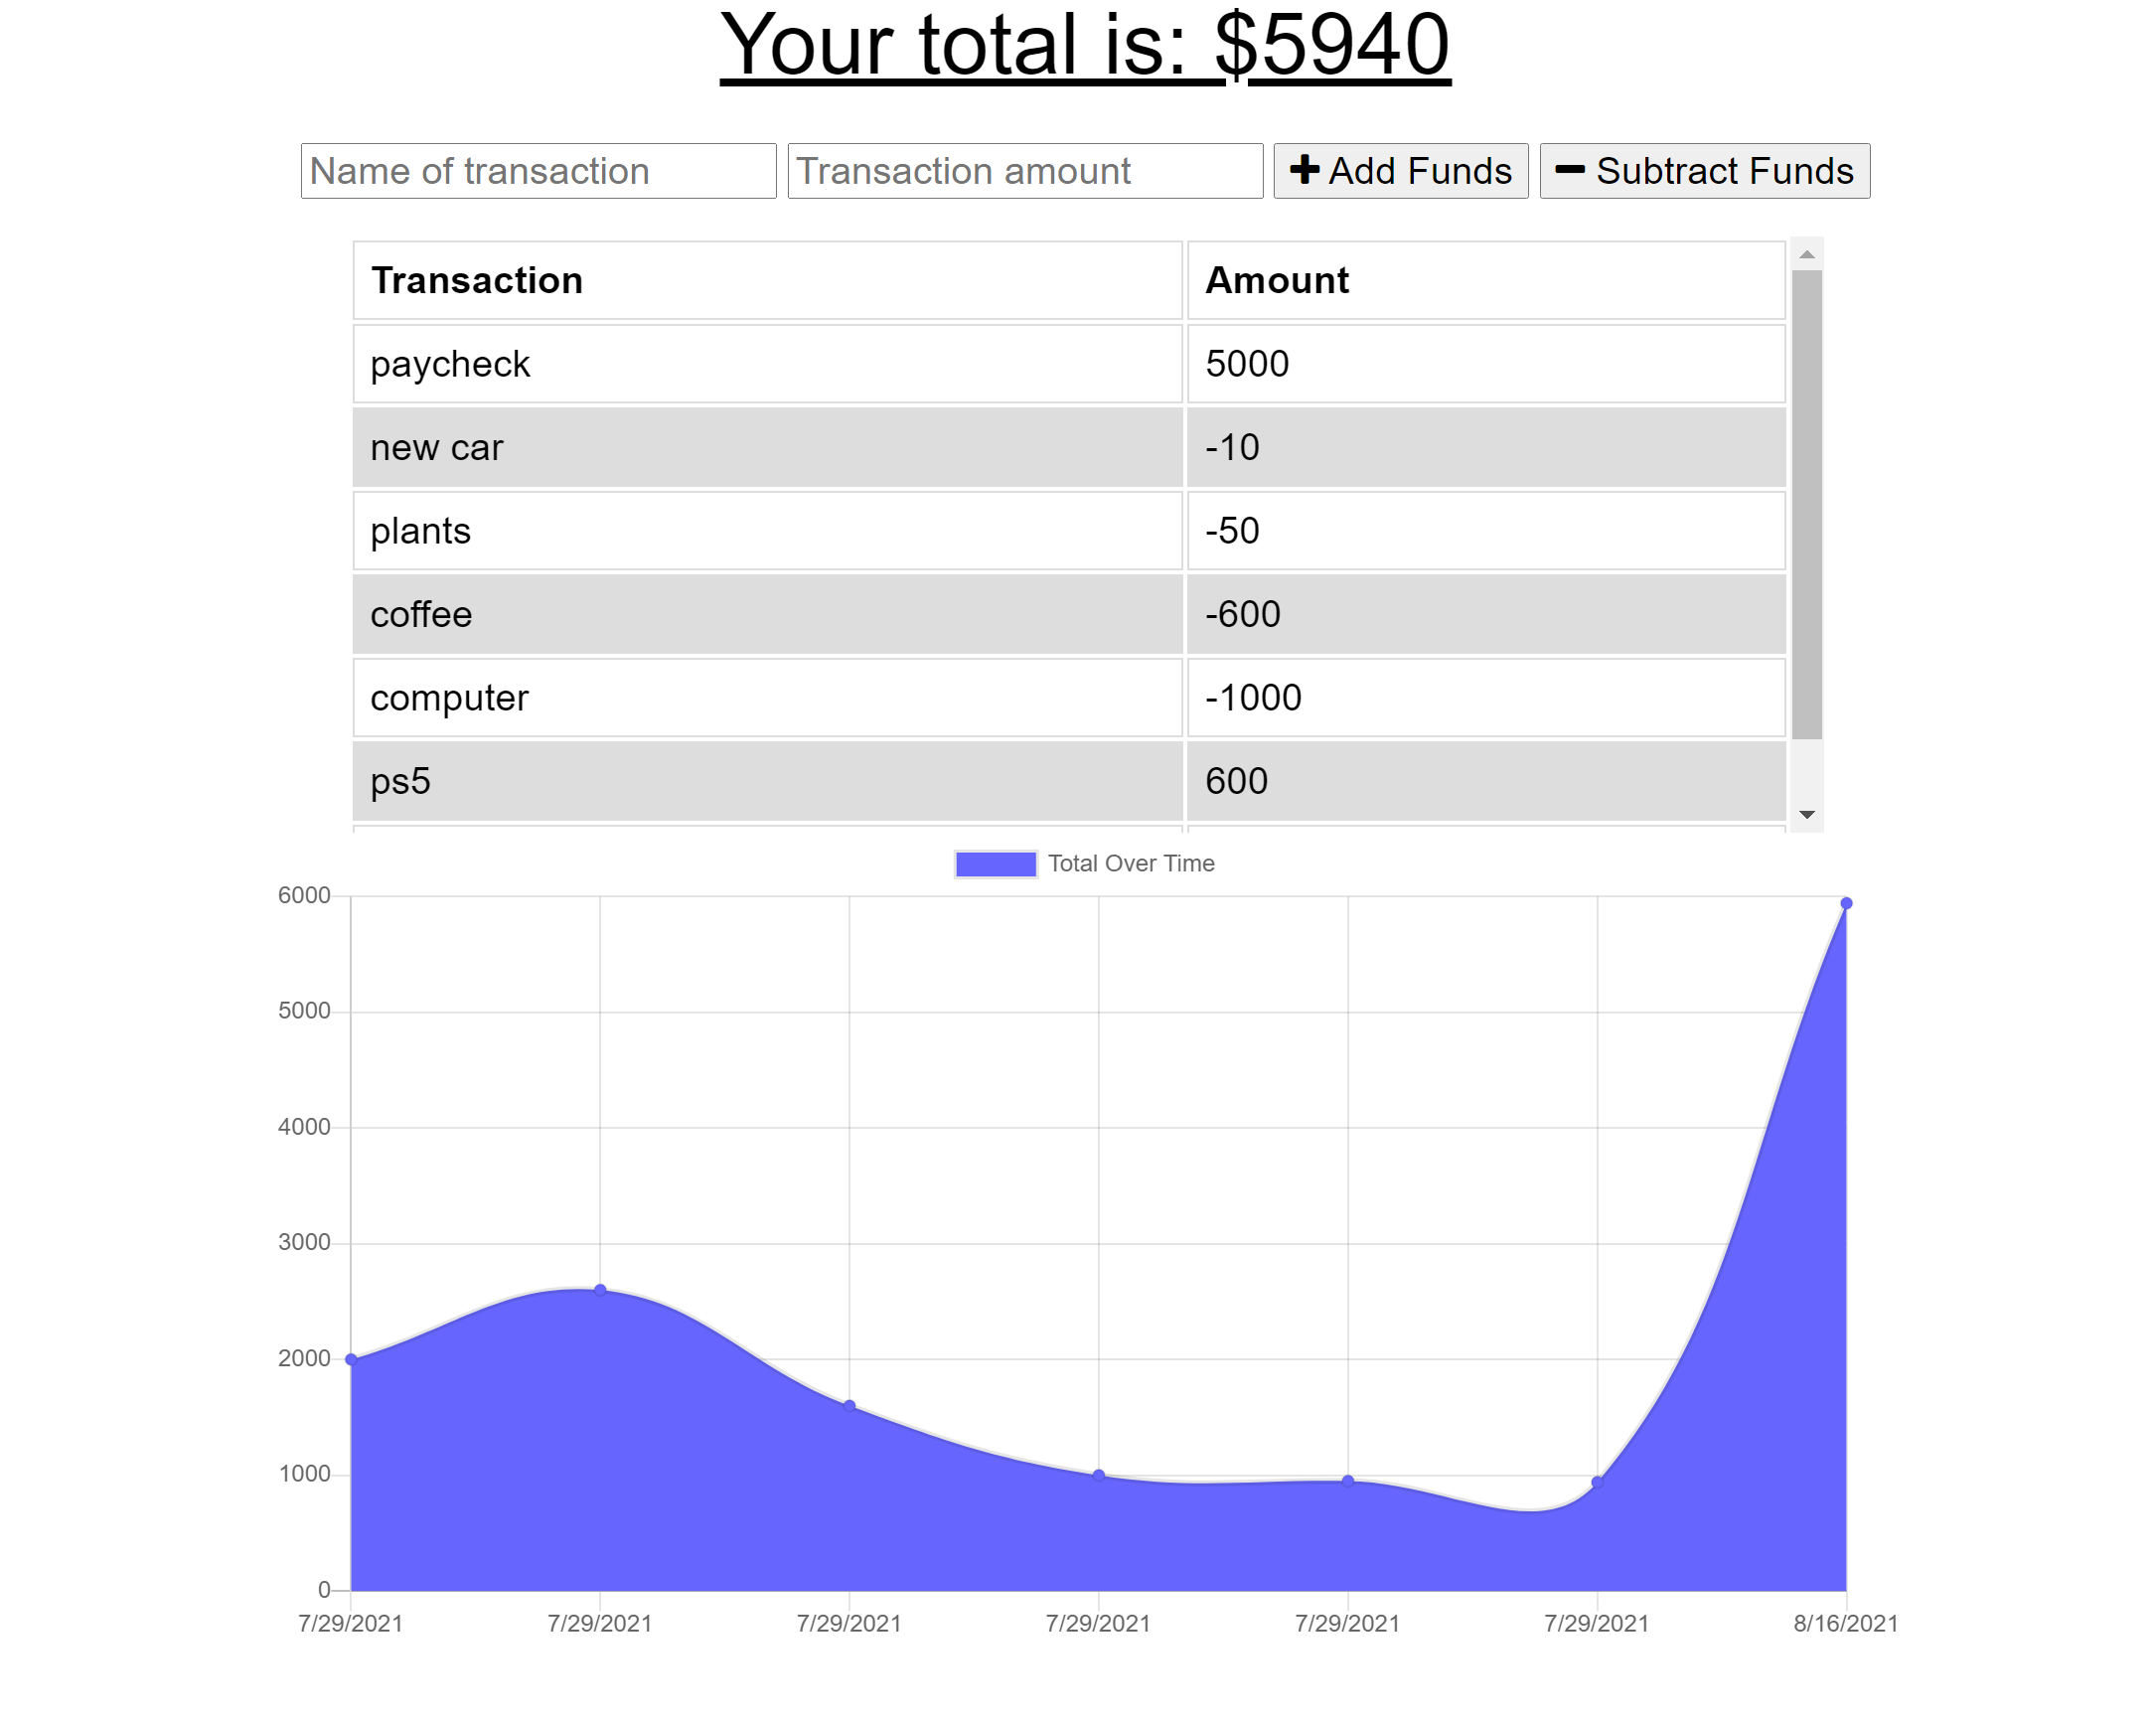 Your total is: $5940
Name of transaction Transaction amount Add Funds Subtract Funds
Transaction Amount
paycheck 5000
new car -10
plants -50
coffee -600
computer -1000
ps5 600
Total Over Time
6000
5000
4000
3000
2000
1000
0
7/29/2021 7/29/2021 7/29/2021 7/29/2021 7/29/2021 7/29/2021 8/16/2021